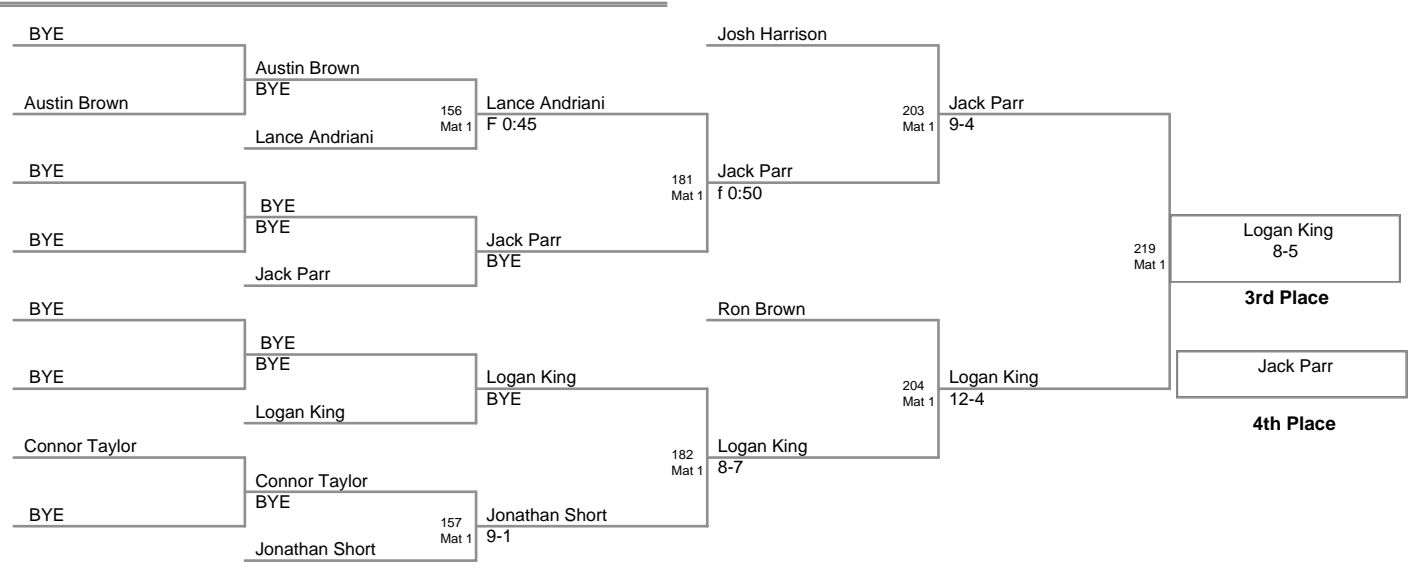 BYE
Josh Harrison
Austin Brown
BYE
Austin Brown
156
Mat 1
Lance Andriani
F 0:45
203
Mat 1
Jack Parr
9-4
Lance Andriani
BYE
181
Mat 1
Jack Parr
f 0:50
BYE
BYE
BYE
Jack Parr
BYE
Logan King
8-5
219
Mat 1
Jack Parr
3rd Place
BYE
Ron Brown
BYE
BYE
Jack Parr
BYE
Logan King
BYE
204
Mat 1
Logan King
12-4
Logan King
4th Place
Connor Taylor
182
Mat 1
Logan King
8-7
Connor Taylor
BYE
BYE
157
Mat 1
Jonathan Short
9-1
Jonathan Short